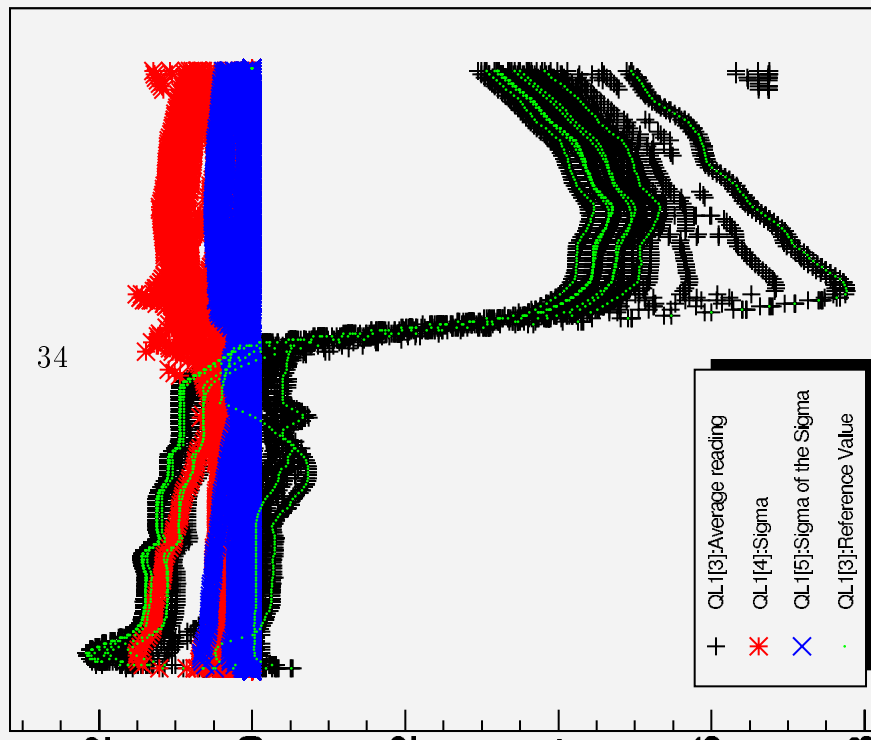 34
QL1[3]:Average reading
QL1[4]:Sigma
QL1[5]:Sigma of the Sigma
QL1[3]:Reference Value